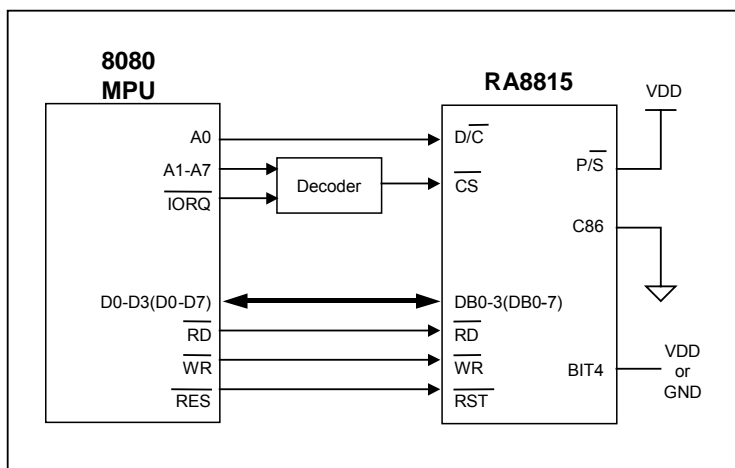 8080
MPU
RA8815
VDD
A0
D/C
A1-A7
Decoder
CS
P/S
IORQ
C86
D0-D3(D0-D7)
DB0-3(DB0-7)
RD
RD
WR
WR
BIT4
VDD
or
GND
RES
RST